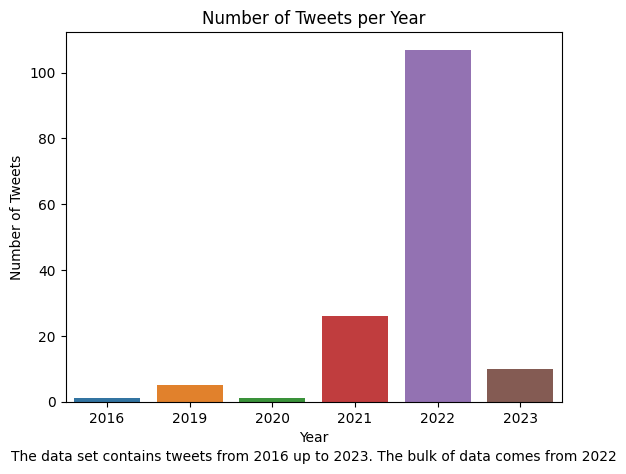 Number of Tweets per Year
Number of Tweets
100
80
60
40
20
0
2016 2019 2020 2021 2022 2023
Year
The data set contains tweets from 2016 up to 2023. The bulk of data comes from 2022